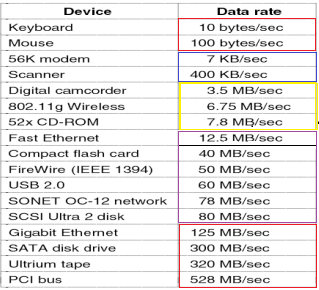 Device Data rate
Keyboard 10 bytes/sec
Mouse 100 bytes/sec
56K modem 7 KB/sec
Scanner 400 KB/sec
Digital camcorder 3.5 MB/sec
802.11g Wireless 6.75 MB/sec
52x CD-ROM 7.8 MB/sec
Fast Ethernet 12.5 MB/sec
Compact flash card 40 MB/sec
FireWire (IEEE 1394) 50 MB/sec
USB 2.0 60 MB/sec
SONET OC-12 network 78 MB/sec
SCSI Ultra 2 disk 80 MB/sec
Gigabit Ethernet 125 MB/sec
SATA disk drive 300 MB/sec
Ultrium tape 320 MB/sec
PCI bus 528 MB/sec